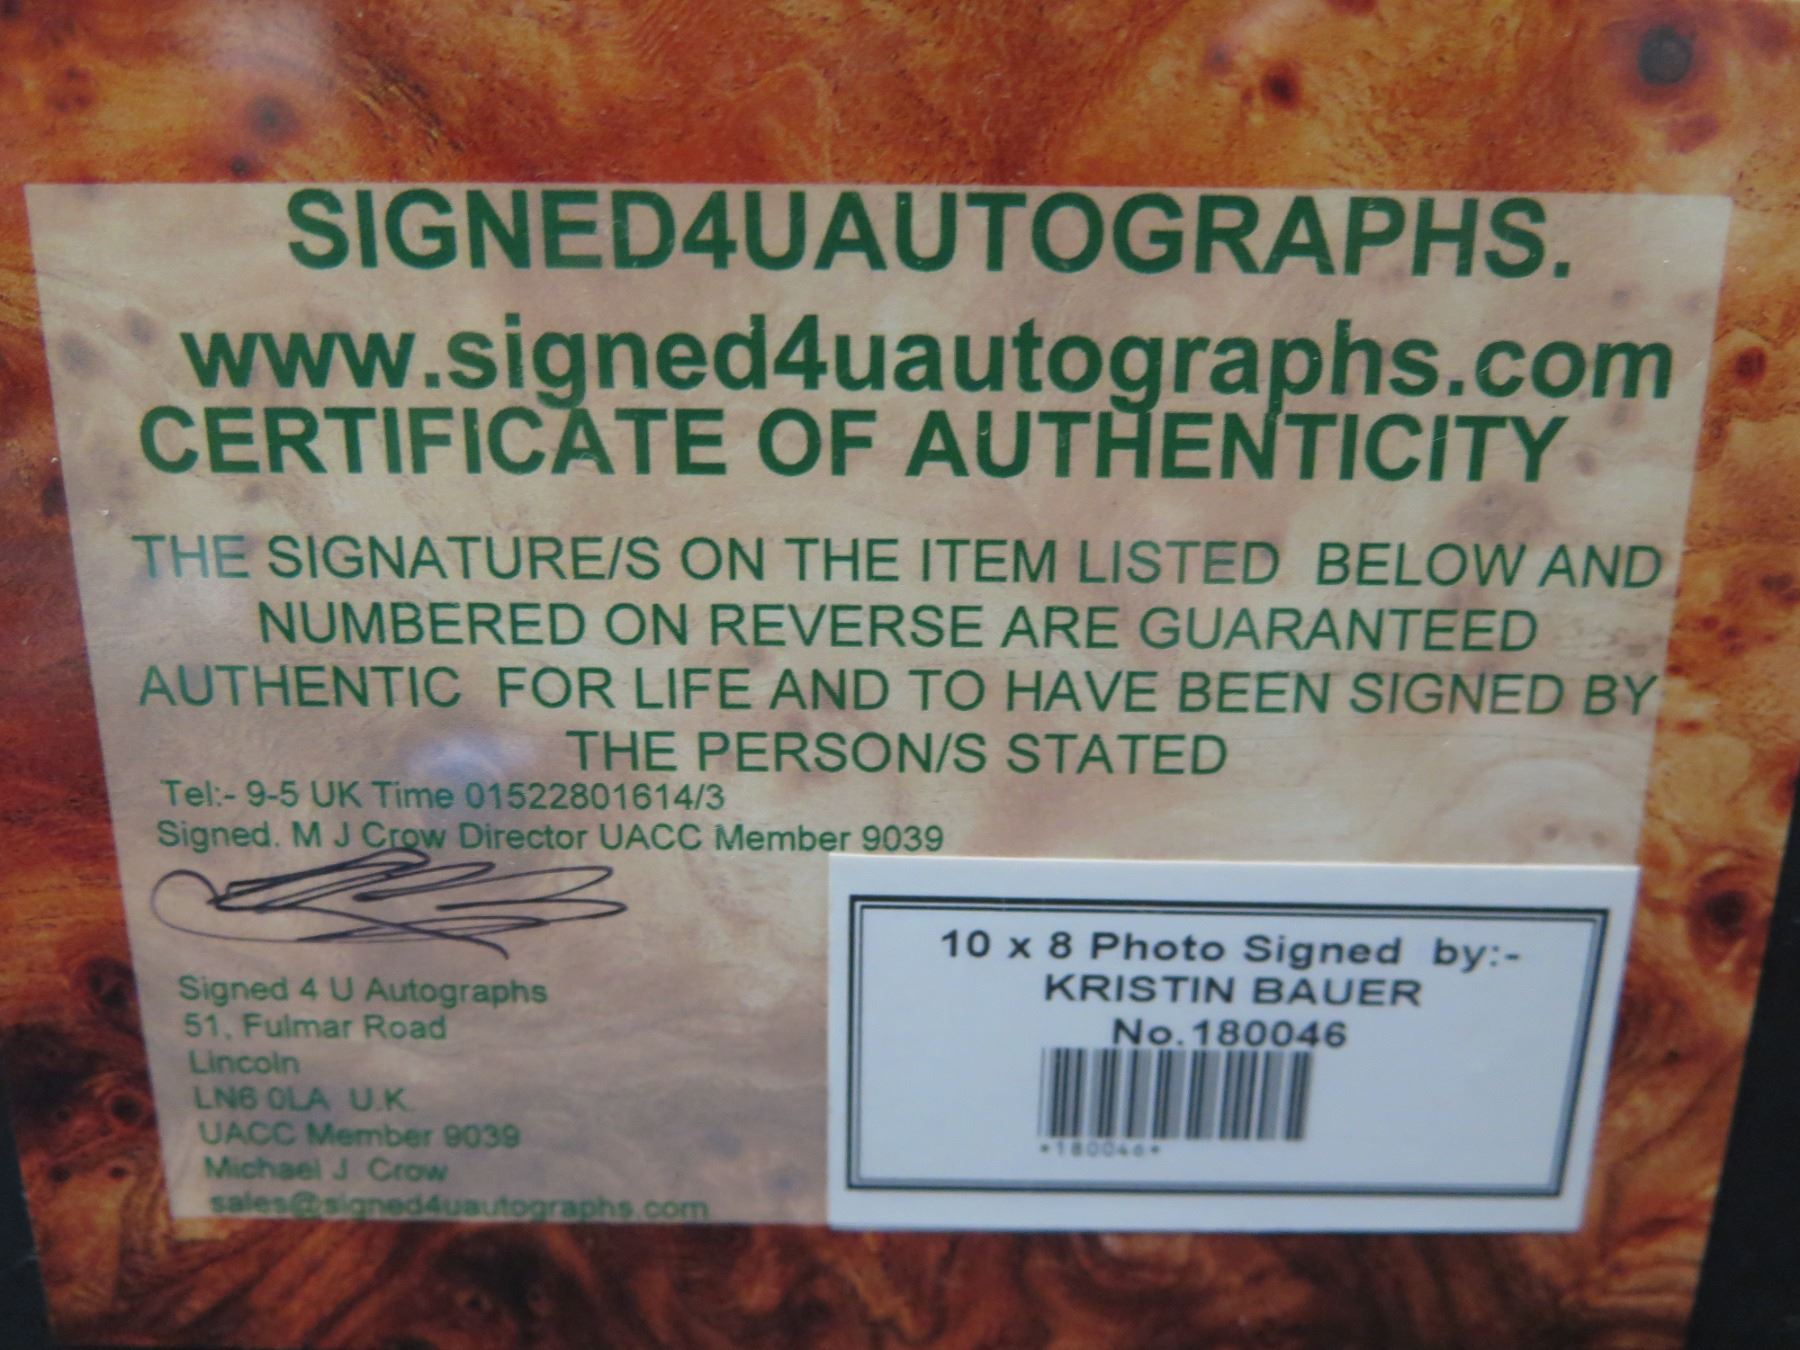 SIGNED4UAUTOGRAPHS.
www.signed4uautographs.com
CERTIFICATE OF AUTHENTICITY
THE SIGNATURE/S ON THE ITEM LISTED BELOW AND
NUMBERED ON REVERSE ARE GUARANTEED
AUTHENTIC FOR LIFE AND TO HAVE BEEN SIGNED BY
THE PERSON/S STATED
Tel:- 9-5 UK Time 01522801614/3
Signed. M J Crow Director UACC Member 9039
Signed 4 U Autographs
51, Fulmar Road
Lincoln
LN6 0LA U.K.
UACC Member 9039
Michael J Crow
sales@signed4uautographs.com
10 x 8 Photo Signed by:-
KRISTIN BAUER
No.180046
*180046*